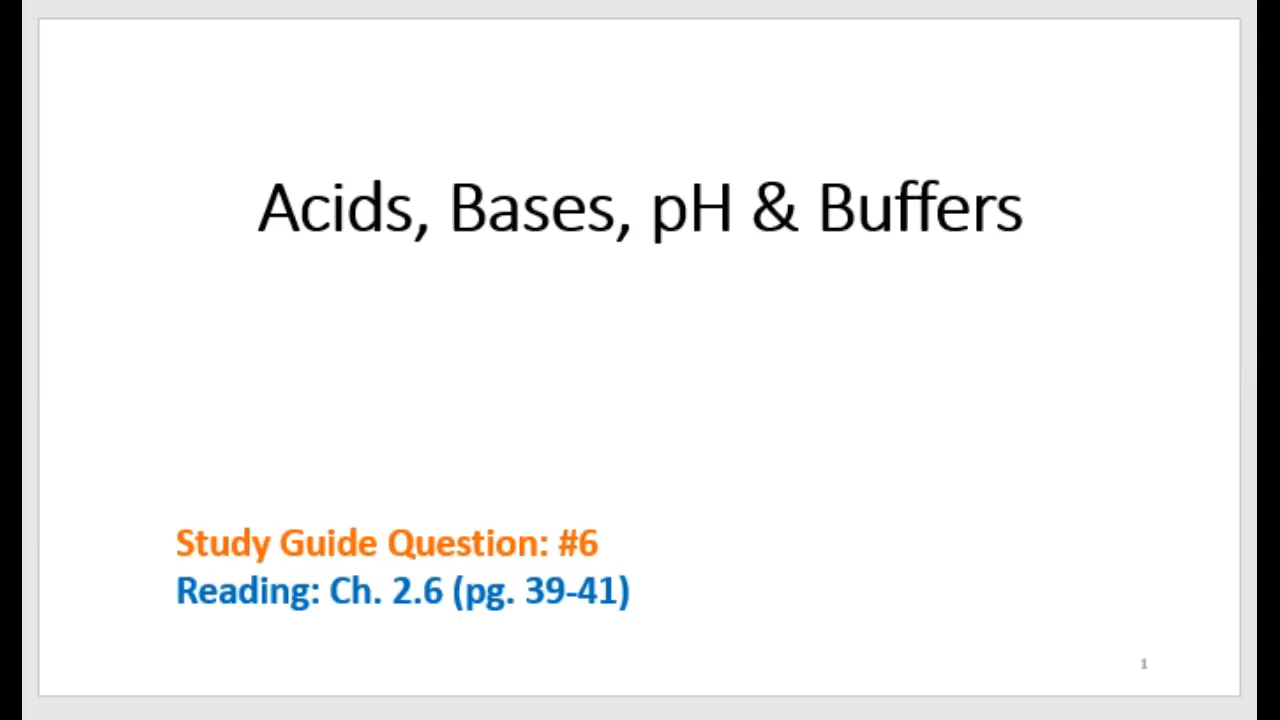 Acids, Bases, pH & Buffers
Study Guide Question: #6
Reading: Ch. 2.6 (pg. 39-41)
1